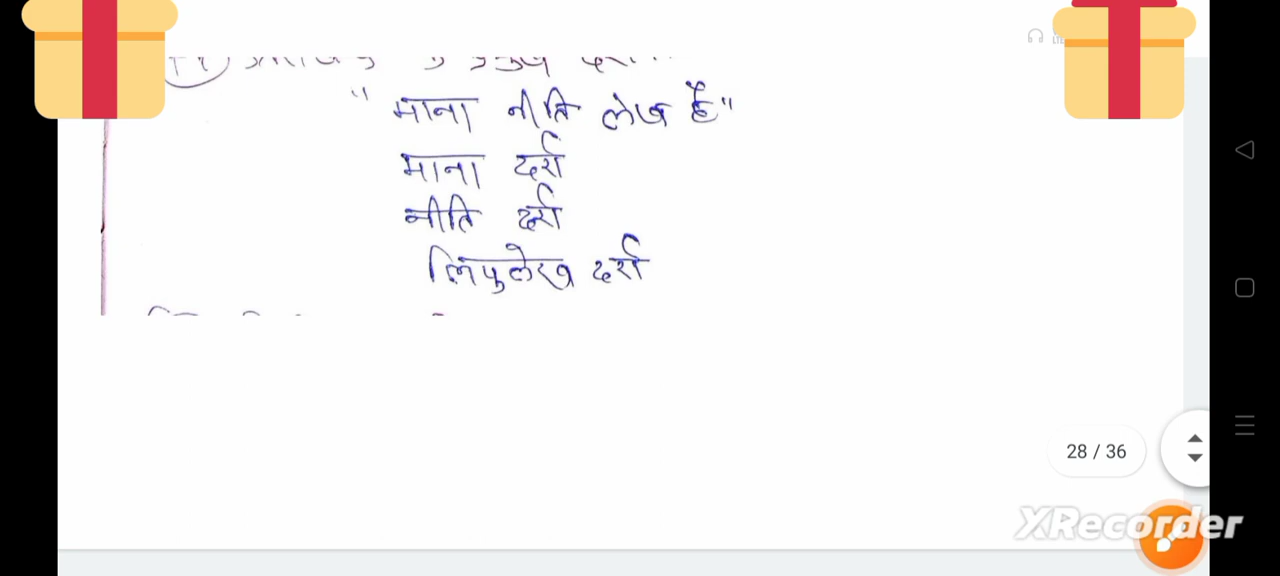 " माना नीति लेख है"
माना दर्रा
नीति दर्रा
लिपुलेख दर्रा
28 / 36
XRecorder